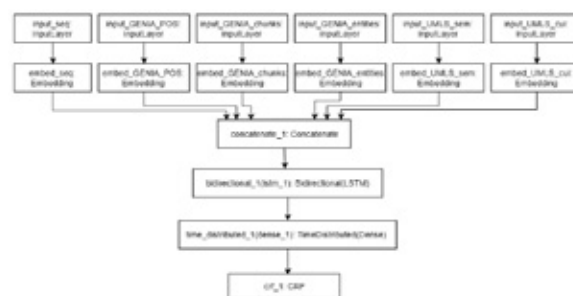 input_seq: InputLayer
input_GENIA_POS: InputLayer
input_GENIA_chunks: InputLayer
input_GENIA_entities: InputLayer
input_UMLS_sem: InputLayer
input_UMLS_cui: InputLayer
embed_seq: Embedding
embed_GENIA_POS: Embedding
embed_GENIA_chunks: Embedding
embed_GENIA_entities: Embedding
embed_UMLS_sem: Embedding
embed_UMLS_cui: Embedding
concatenate_1: Concatenate
bidirectional_1(lstm_1): Bidirectional(LSTM)
time_distributed_1(dense_1): TimeDistributed(Dense)
crf_1: CRF